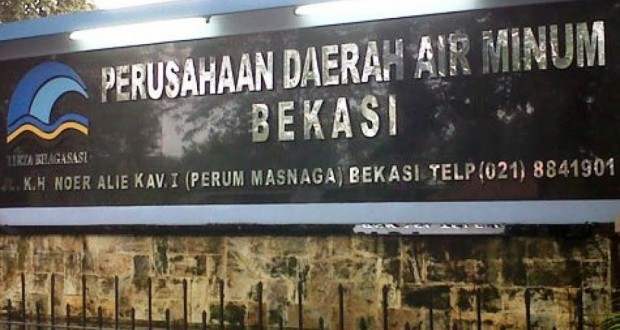 PERUSAHAAN DAERAH AIR MINUM
BEKASI
TIRTA BHAGASASI
JL. K.H NOER ALIE KAV. I (PERUM MASNAGA) BEKASI TELP (021) 8841901